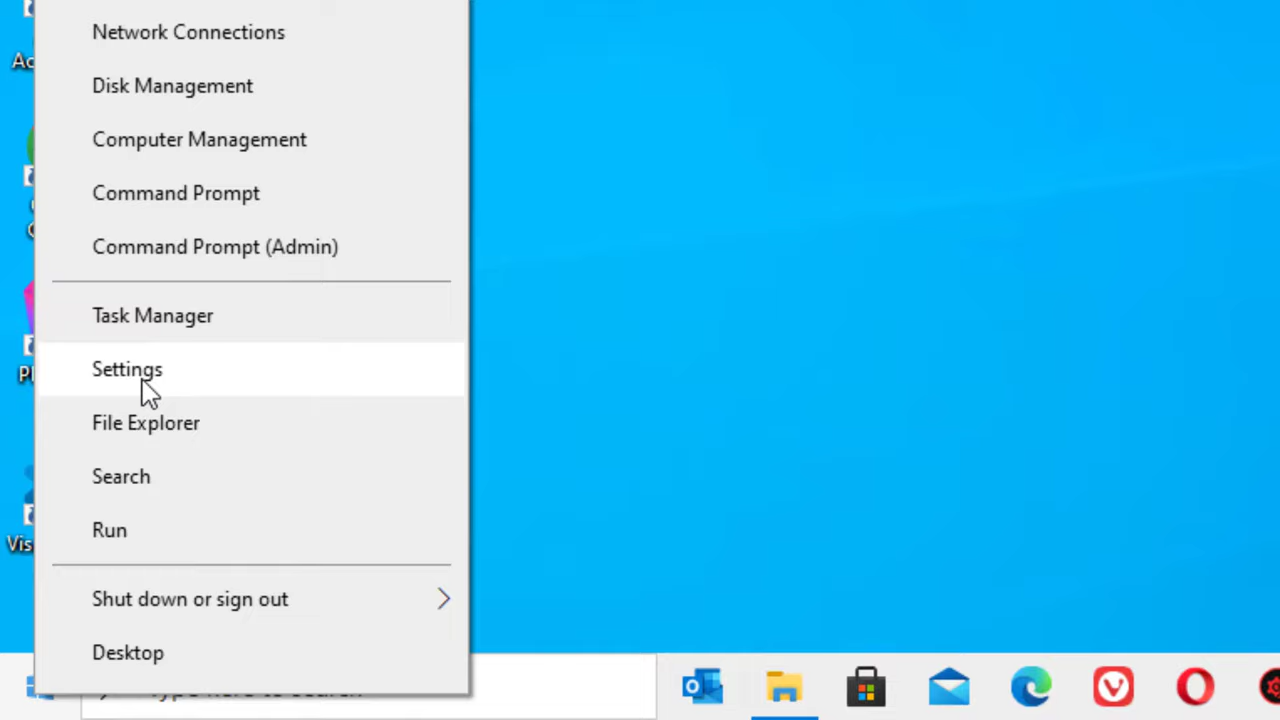 Network Connections
Disk Management
Computer Management
Command Prompt
Command Prompt (Admin)
Task Manager
Settings
File Explorer
Search
Run
Shut down or sign out
Desktop